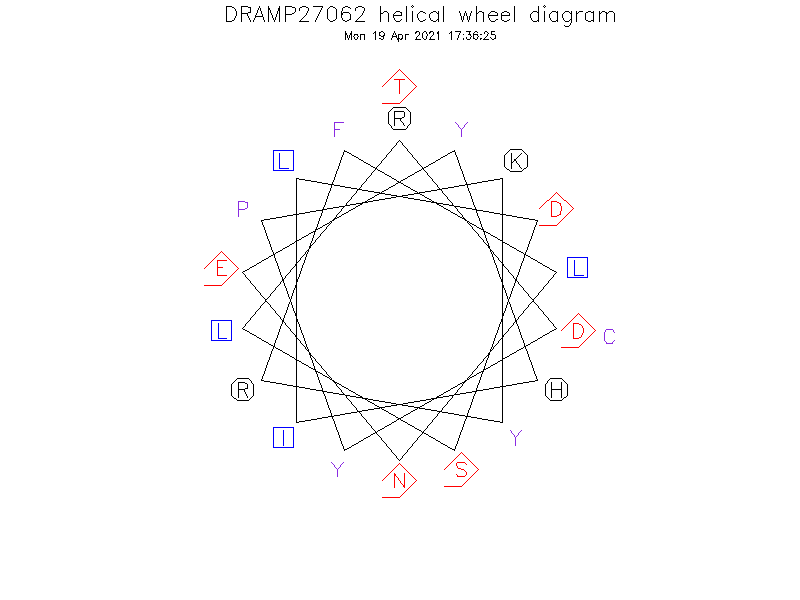 DRAMP27062 helical wheel diagram
Mon 19 Apr 2021 17:36:25
T
R
F Y
L K
P D
E L
L D C
R H
I Y
Y S
N